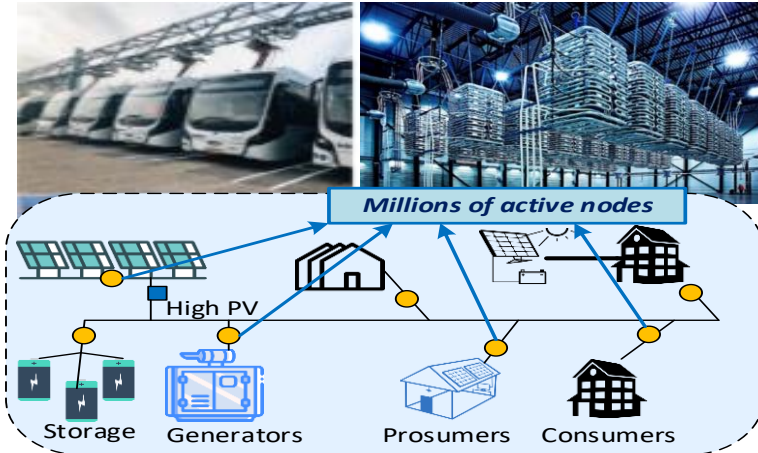 Millions of active nodes
High PV
Storage
Generators
Prosumers
Consumers